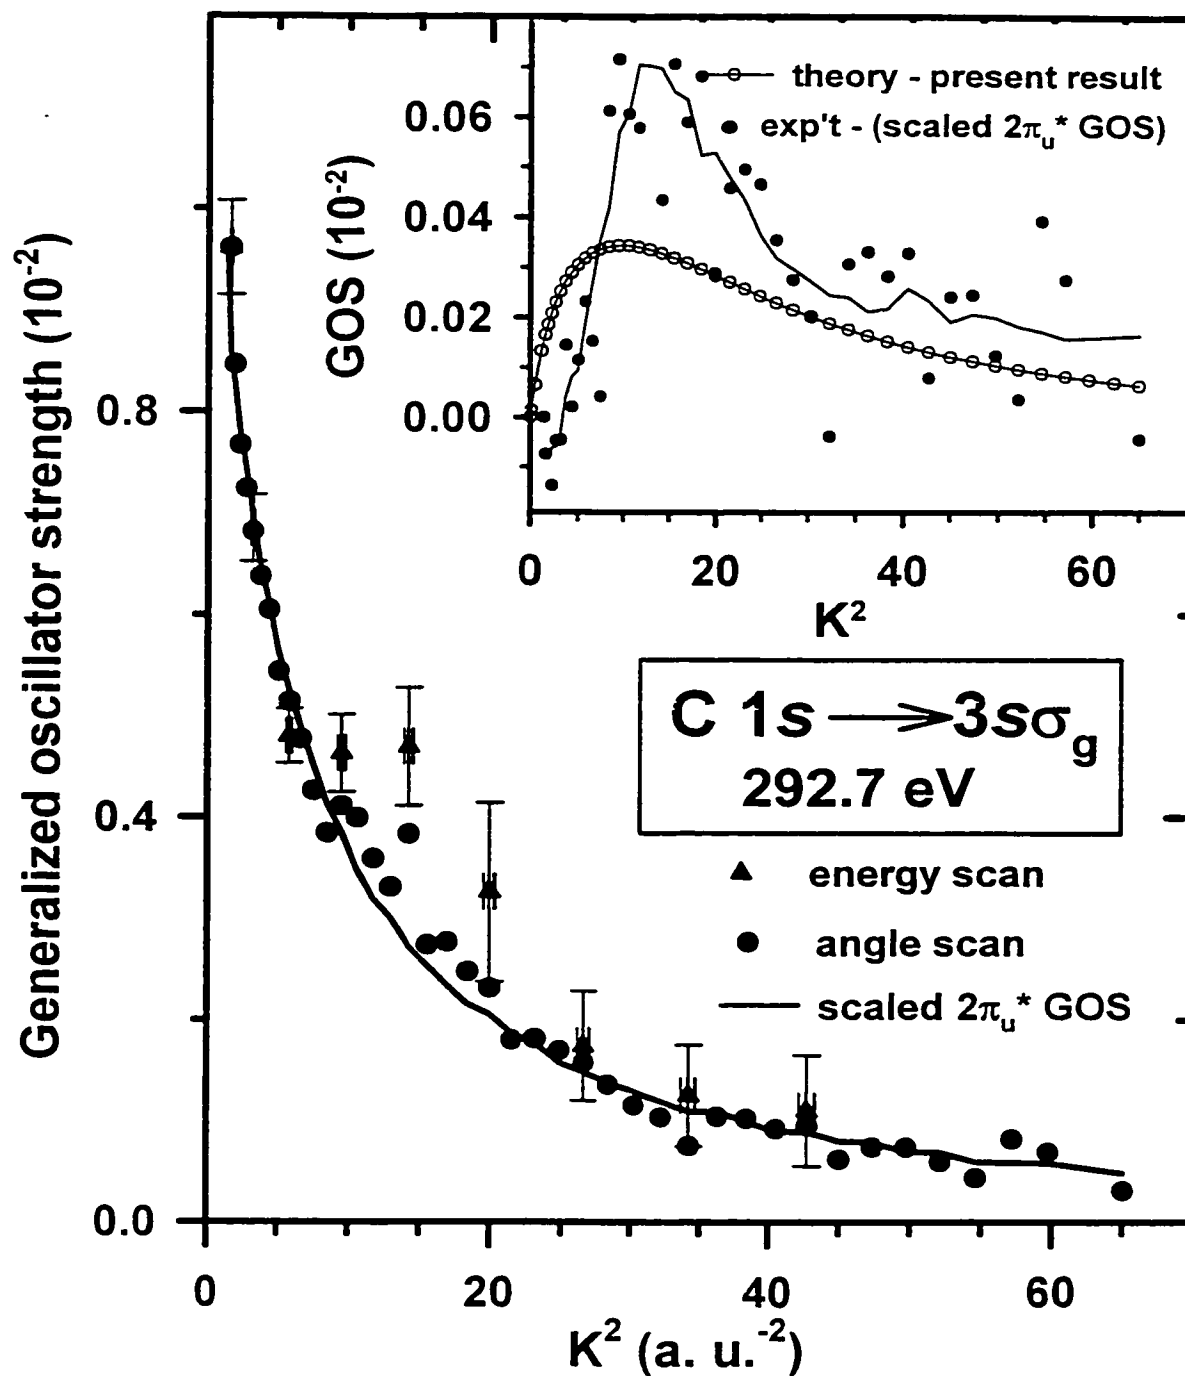 Generalized oscillator strength (10⁻²)
0.8
0.4
0.0
0
20
40
60
K² (a. u.⁻²)
GOS (10⁻²)
0.06
0.04
0.02
0.00
0
20
40
60
K²
theory - present result
exp't - (scaled 2πᵤ* GOS)
C 1s → 3sσg
292.7 eV
energy scan
angle scan
scaled 2πᵤ* GOS